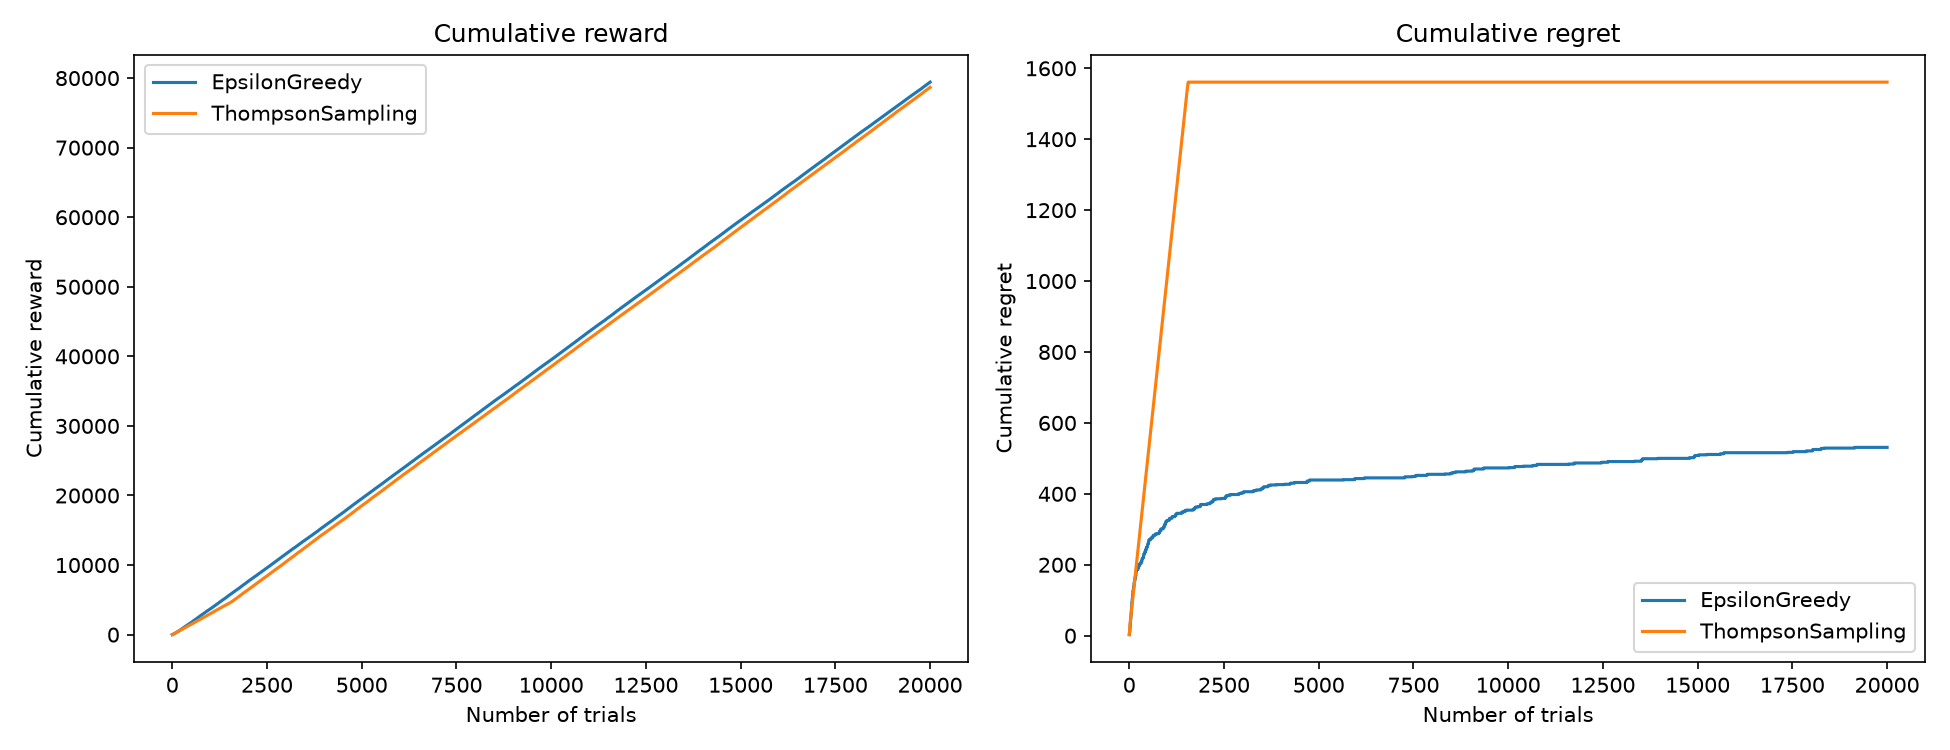 Cumulative reward
EpsilonGreedy
ThompsonSampling
Cumulative reward
80000
70000
60000
50000
40000
30000
20000
10000
0
0 2500 5000 7500 10000 12500 15000 17500 20000
Number of trials
Cumulative regret
Cumulative regret
1600
1400
1200
1000
800
600
400
200
0
EpsilonGreedy
ThompsonSampling
0 2500 5000 7500 10000 12500 15000 17500 20000
Number of trials